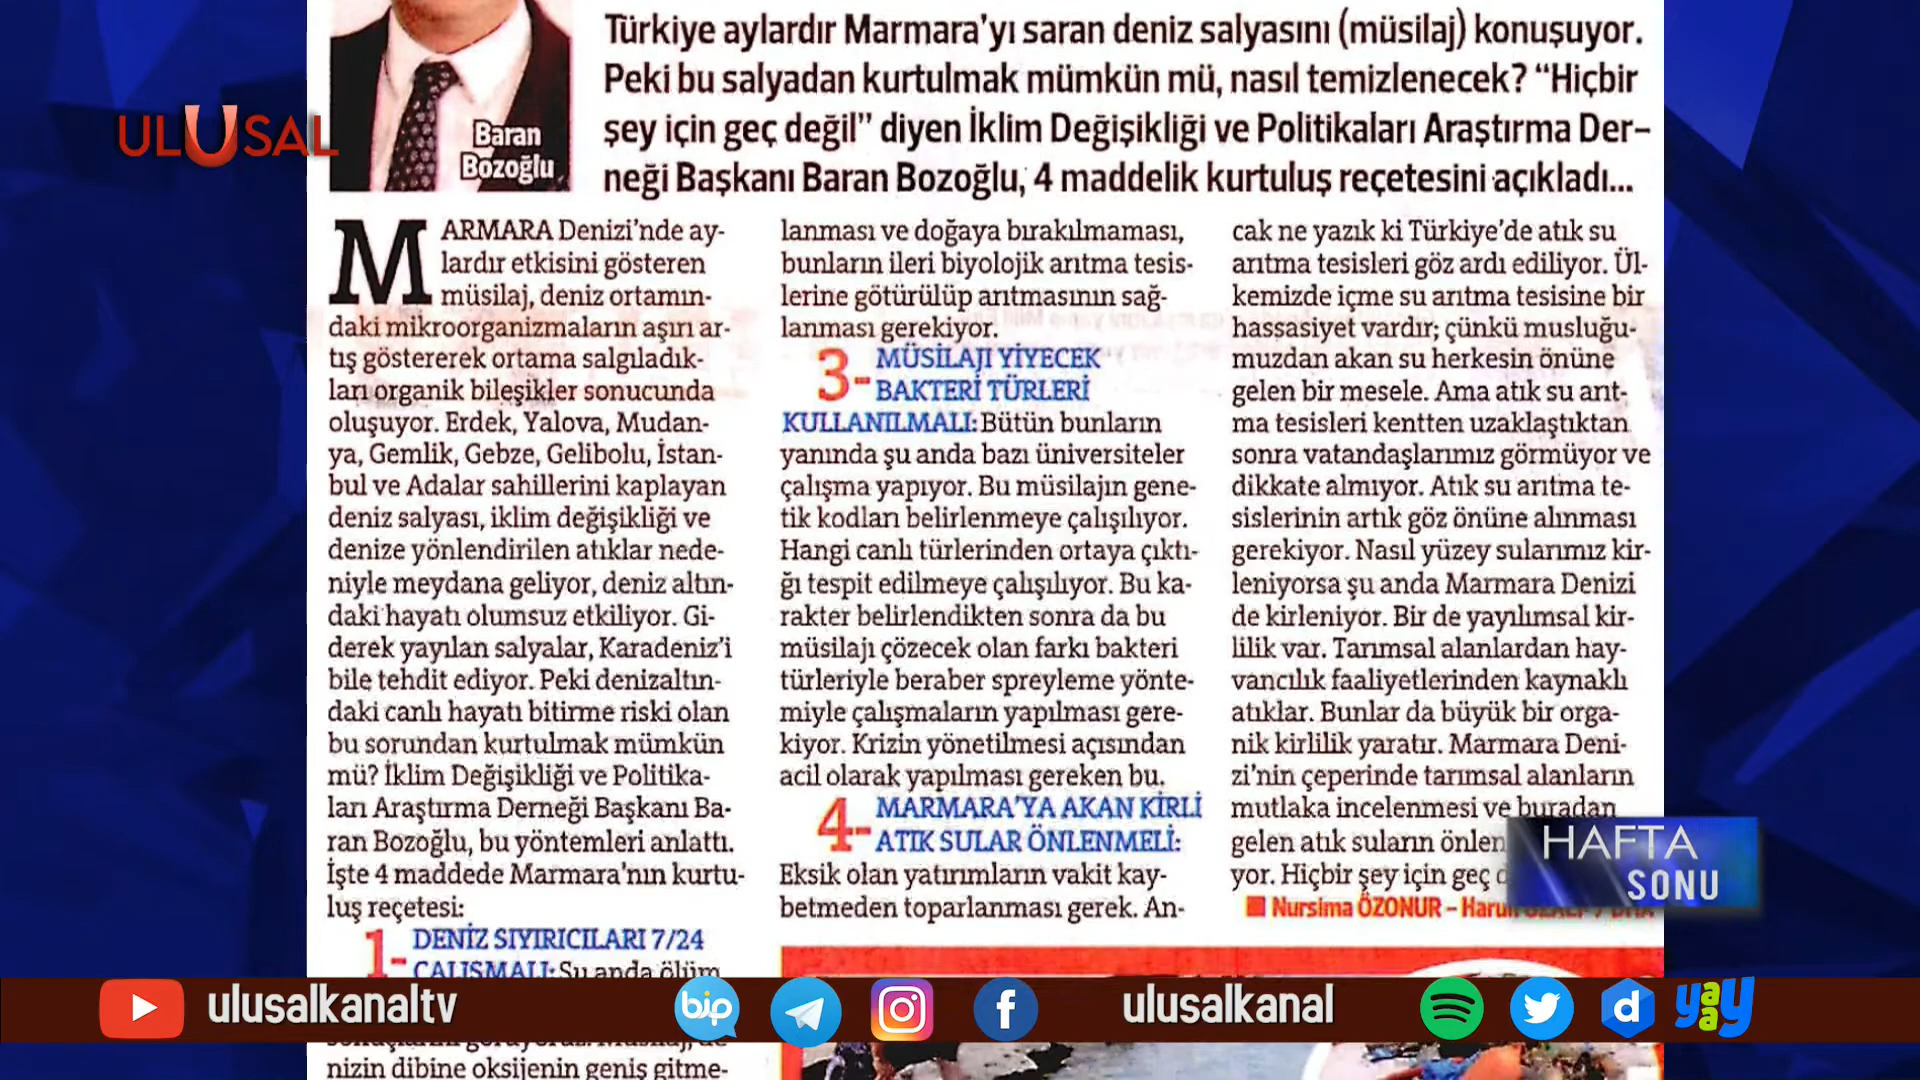 Türkiye aylardır Marmara’yı saran deniz salyasını (müsilaj) konuşuyor.
Peki bu salyadan kurtulmak mümkün mü, nasıl temizlenecek? “Hiçbir
şey için geç değil” diyen İklim Değişikliği ve Politikaları Araştırma Der-
neği Başkanı Baran Bozoğlu, 4 maddelik kurtuluş reçetesini açıkladı...
ULUSAL
Baran
Bozoğlu
MARMARA Denizi’nde ay-
lardır etkisini gösteren
müsilaj, deniz ortamın-
daki mikroorganizmaların aşırı ar-
tış göstererek ortama salgıladık-
ları organik bileşikler sonucunda
oluşuyor. Erdek, Yalova, Mudan-
ya, Gemlik, Gebze, Gelibolu, İstan-
bul ve Adalar sahillerini kaplayan
deniz salyası, iklim değişikliği ve
denize yönlendirilen atıklar nede-
niyle meydana geliyor, deniz altın-
daki hayatı olumsuz etkiliyor. Gi-
derek yayılan salyalar, Karadeniz’i
bile tehdit ediyor. Peki denizaltın-
daki canlı hayatı bitirme riski olan
bu sorundan kurtulmak mümkün
mü? İklim Değişikliği ve Politika-
ları Araştırma Derneği Başkanı Ba-
ran Bozoğlu, bu yöntemleri anlattı.
İşte 4 maddede Marmara’nın kurtu-
luş reçetesi:
1- DENİZ SIYIRICILARI 7/24
ÇALIŞMALI: Şu anda ölüm
nizin dibine oksijenin geniş gitme-
lanması ve doğaya bırakılmaması,
bunların ileri biyolojik arıtma tesis-
lerine götürülüp arıtmasının sağ-
lanması gerekiyor.
3- MÜSİLAJI YİYECEK
BAKTERİ TÜRLERİ
KULLANILMALI: Bütün bunların
yanında şu anda bazı üniversiteler
çalışma yapıyor. Bu müsilajın gene-
tik kodları belirlenmeye çalışılıyor.
Hangi canlı türlerinden ortaya çıktı-
ğı tespit edilmeye çalışılıyor. Bu ka-
rakter belirlendikten sonra da bu
müsilajı çözecek olan farkı bakteri
türleriyle beraber spreyleme yönte-
miyle çalışmaların yapılması gere-
kiyor. Krizin yönetilmesi açısından
acil olarak yapılması gereken bu.
4- MARMARA’YA AKAN KİRLİ
ATIK SULAR ÖNLENMELİ:
Eksik olan yatırımların vakit kay-
betmeden toparlanması gerek. An-
cak ne yazık ki Türkiye’de atık su
arıtma tesisleri göz ardı ediliyor. Ül-
kemizde içme su arıtma tesisine bir
hassasiyet vardır; çünkü musluğu-
muzdan akan su herkesin önüne
gelen bir mesele. Ama atık su arıt-
ma tesisleri kentten uzaklaştıktan
sonra vatandaşlarımız görmüyor ve
dikkate almıyor. Atık su arıtma te-
sislerinin artık göz önüne alınması
gerekiyor. Nasıl yüzey sularımız kir-
leniyorsa şu anda Marmara Denizi
de kirleniyor. Bir de yayılımsal kir-
lilik var. Tarımsal alanlardan hay-
vancılık faaliyetlerinden kaynaklı
atıklar. Bunlar da büyük bir orga-
nik kirlilik yaratır. Marmara Deni-
zi’nin çeperinde tarımsal alanların
mutlaka incelenmesi ve buradan
gelen atık suların önlen
yor. Hiçbir şey için geç d
Nursima ÖZONUR – Harun
HAFTA
SONU
ulusalkanaltv
bip
ulusalkanal
d
yaay